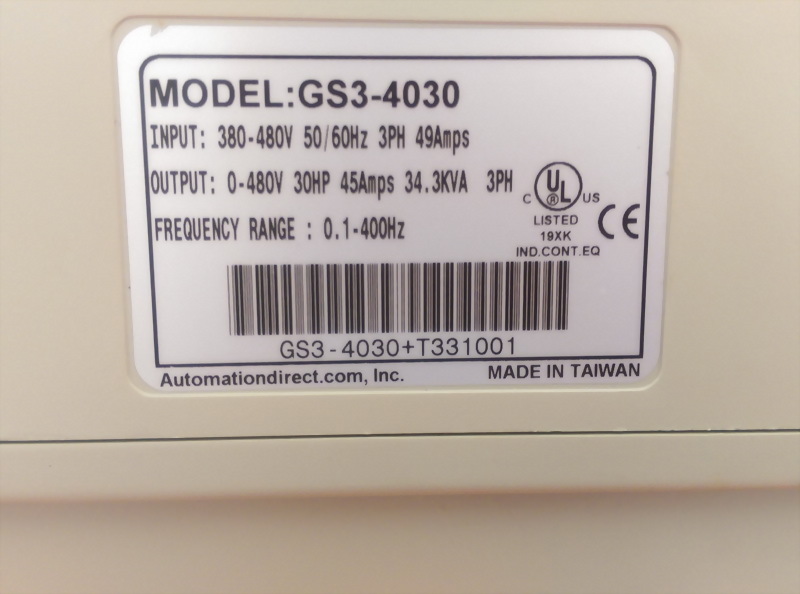 MODEL:GS3-4030
INPUT: 380-480V 50/60Hz 3PH 49Amps
OUTPUT: 0-480V 30HP 45Amps 34.3KVA 3PH
FREQUENCY RANGE : 0.1-400Hz
C UL ® US
LISTED
19XK
IND.CONT.EQ
CE
GS3-4030+T331001
Automationdirect.com, Inc.
MADE IN TAIWAN